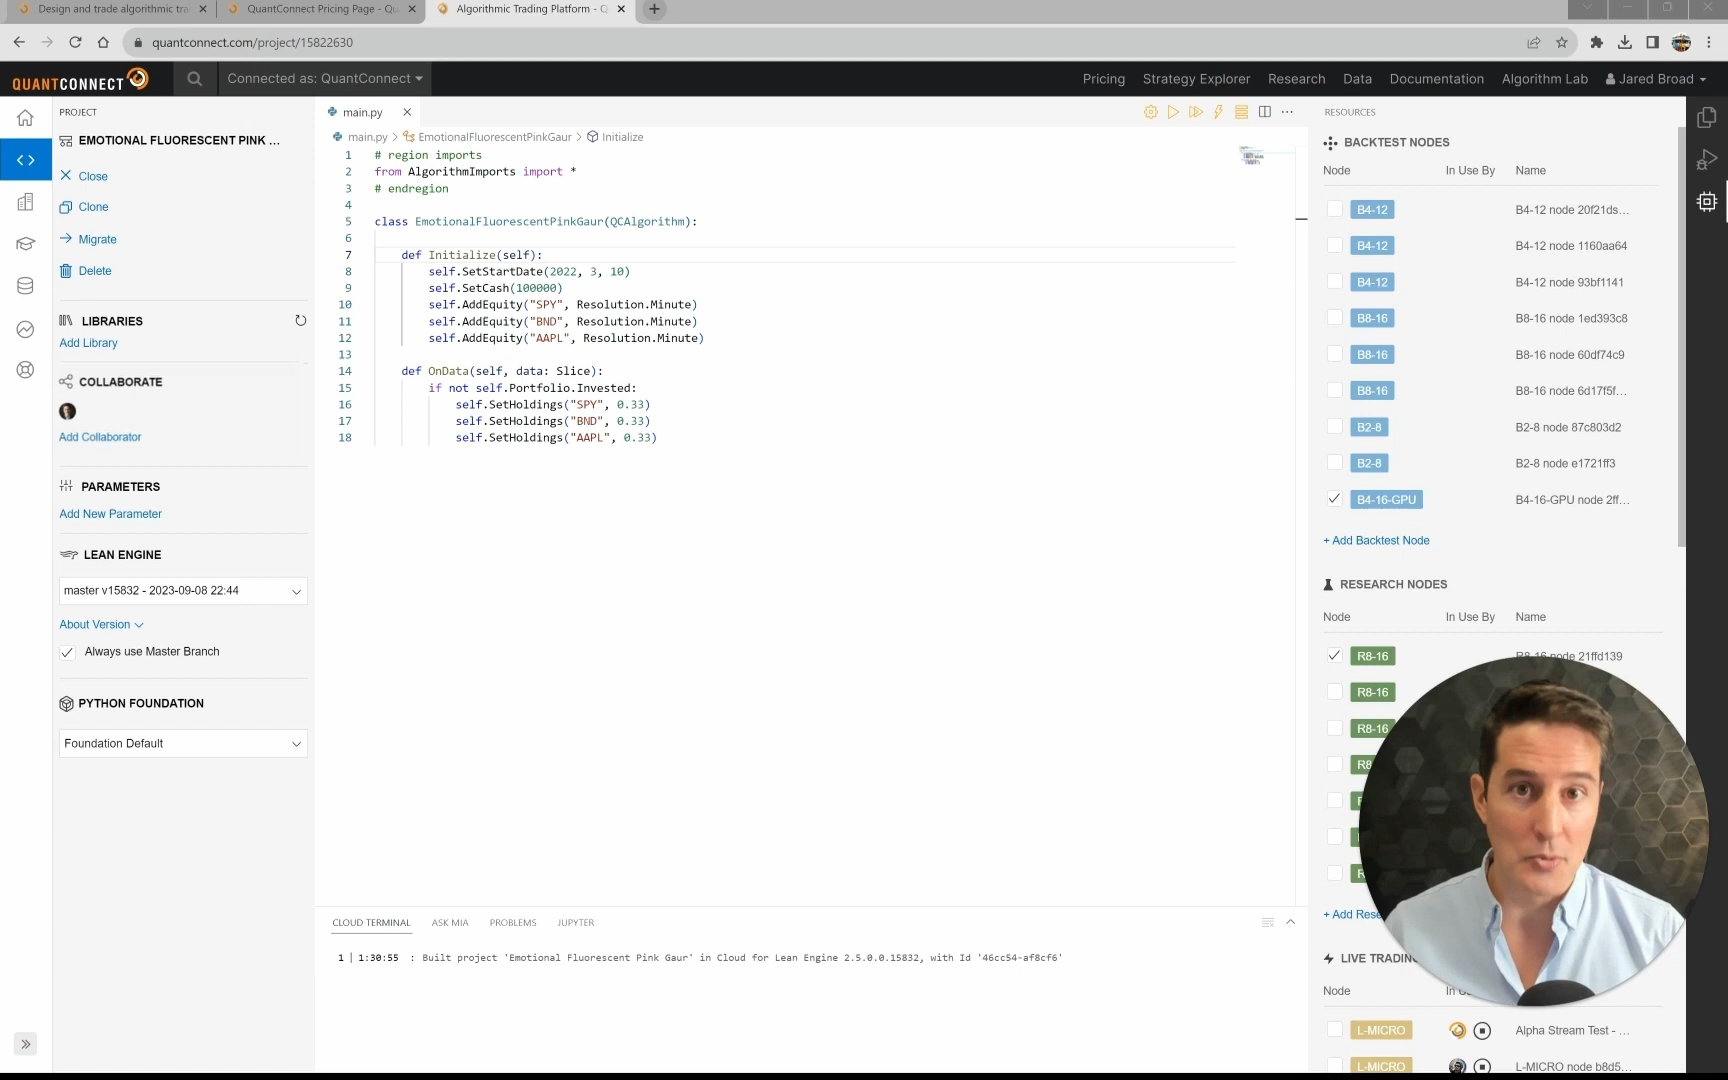 Design and trade algorithmic tra
QuantConnect Pricing Page - Qu
Algorithmic Trading Platform - Q
quantconnect.com/project/15822630
QUANTCONNECT
Connected as: QuantConnect
Pricing
Strategy Explorer
Research
Data
Documentation
Algorithm Lab
Jared Broad
PROJECT
EMOTIONAL FLUORESCENT PINK ...
Close
Clone
Migrate
Delete
LIBRARIES
Add Library
COLLABORATE
Add Collaborator
PARAMETERS
Add New Parameter
LEAN ENGINE
master v15832 - 2023-09-08 22:44
About Version
Always use Master Branch
PYTHON FOUNDATION
Foundation Default
main.py
main.py > EmotionalFluorescentPinkGaur > Initialize
1 # region imports
2 from AlgorithmImports import *
3 # endregion
4
5 class EmotionalFluorescentPinkGaur(QCAlgorithm):
6
7 def Initialize(self):
8 self.SetStartDate(2022, 3, 10)
9 self.SetCash(100000)
10 self.AddEquity("SPY", Resolution.Minute)
11 self.AddEquity("BND", Resolution.Minute)
12 self.AddEquity("AAPL", Resolution.Minute)
13
14 def OnData(self, data: Slice):
15 if not self.Portfolio.Invested:
16 self.SetHoldings("SPY", 0.33)
17 self.SetHoldings("BND", 0.33)
18 self.SetHoldings("AAPL", 0.33)
CLOUD TERMINAL
ASK MIA
PROBLEMS
JUPYTER
1 | 1:30:55 : Built project 'Emotional Fluorescent Pink Gaur' in Cloud for Lean Engine 2.5.0.0.15832, with Id '46cc54-af8cf6'
RESOURCES
BACKTEST NODES
Node In Use By Name
B4-12 B4-12 node 20f21ds...
B4-12 B4-12 node 1160aa64
B4-12 B4-12 node 93bf1141
B8-16 B8-16 node 1ed393c8
B8-16 B8-16 node 60df74c9
B8-16 B8-16 node 6d17f5f...
B2-8 B2-8 node 87c803d2
B2-8 B2-8 node e1721ff3
B4-16-GPU B4-16-GPU node 2ff...
+ Add Backtest Node
RESEARCH NODES
Node In Use By Name
R8-16 R8-16 node 21ffd139
R8-16
R8-16
+ Add Rese
LIVE TRADING
Node
L-MICRO Alpha Stream Test - ...
L-MICRO L-MICRO node b8d5...